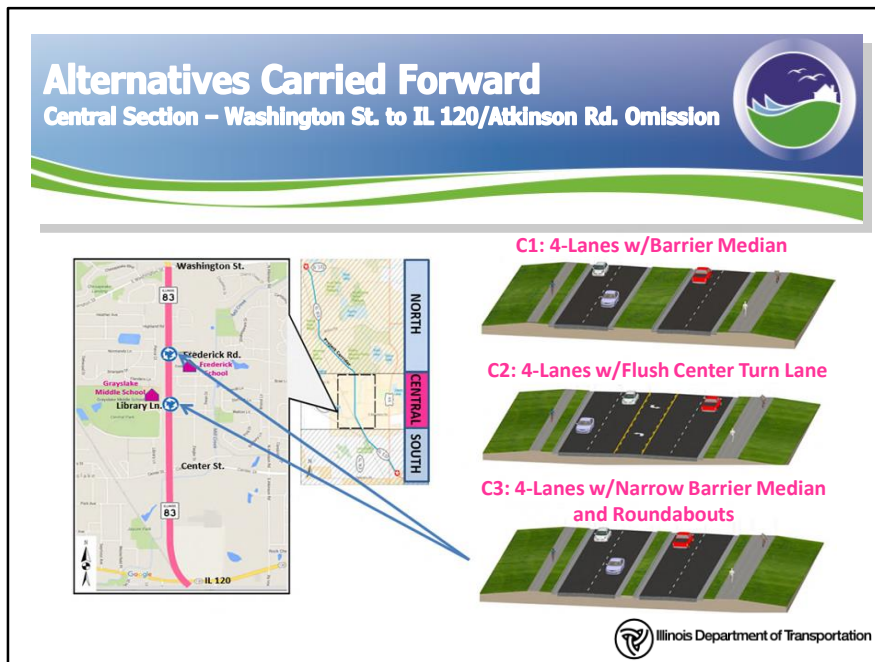 Alternatives Carried Forward
Central Section – Washington St. to IL 120/Atkinson Rd. Omission
Washington St.
ILLINOIS
83
Frederick Rd.
Frederick
School
Grayslake
Middle School
Library Ln.
Center St.
83
IL 120
Google
Project Corridor
NORTH
CENTRAL
SOUTH
C1: 4-Lanes w/Barrier Median
C2: 4-Lanes w/Flush Center Turn Lane
C3: 4-Lanes w/Narrow Barrier Median
and Roundabouts
Illinois Department of Transportation